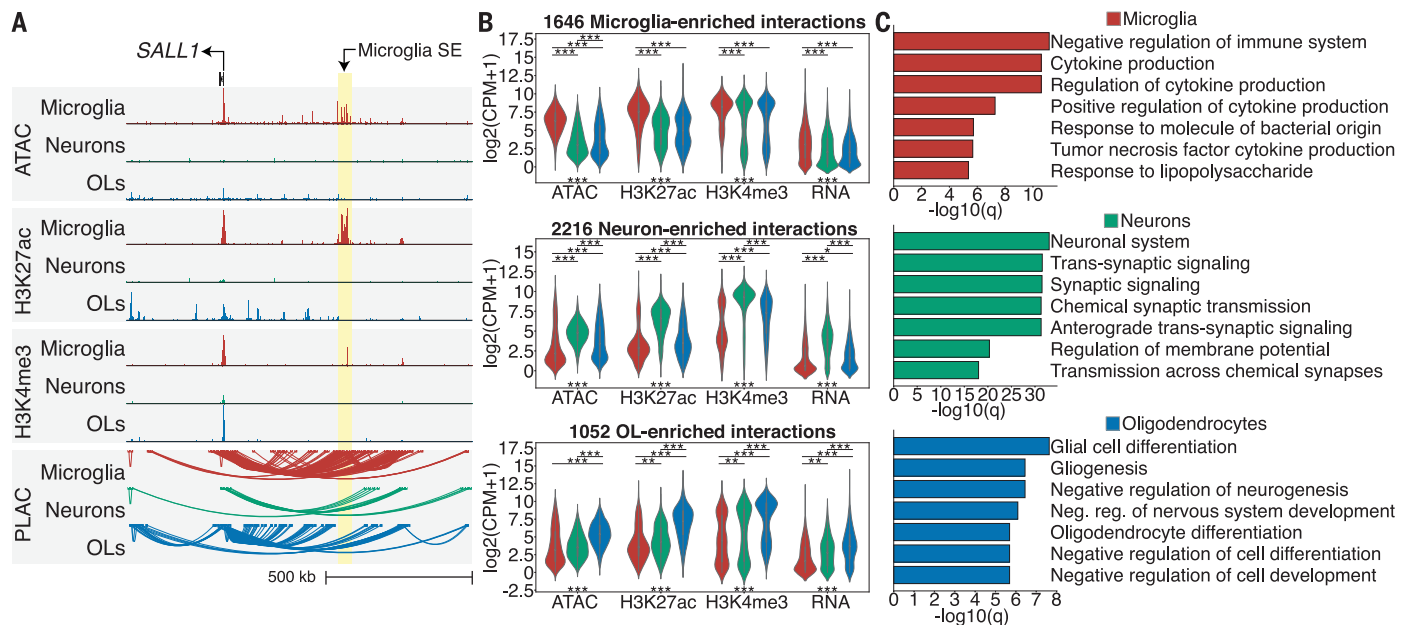 A
SALL1
Microglia SE
ATAC
Microglia
Neurons
OLs
H3K27ac
Microglia
Neurons
OLs
H3K4me3
Microglia
Neurons
OLs
PLAC
Microglia
Neurons
OLs
500 kb
B
1646 Microglia-enriched interactions
log2(CPM+1)
17.5
15
12.5
10
7.5
5
2.5
0
*** *** ***
*** ***
*** ***
*** ***
*** *** *** ***
ATAC H3K27ac H3K4me3 RNA
2216 Neuron-enriched interactions
log2(CPM+1)
15
12.5
10
7.5
5
2.5
0
*** *** ***
*** *** ***
*** *** ***
*** * ***
*** *** *** ***
ATAC H3K27ac H3K4me3 RNA
1052 OL-enriched interactions
log2(CPM+1)
17.5
15
12.5
10
7.5
5
2.5
0
-2.5
*** ***
*** *** **
*** *** **
*** *** **
*** *** *** ***
ATAC H3K27ac H3K4me3 RNA
C
Microglia
Negative regulation of immune system
Cytokine production
Regulation of cytokine production
Positive regulation of cytokine production
Response to molecule of bacterial origin
Tumor necrosis factor cytokine production
Response to lipopolysaccharide
0 2 4 6 8 10
-log10(q)
Neurons
Neuronal system
Trans-synaptic signaling
Synaptic signaling
Chemical synaptic transmission
Anterograde trans-synaptic signaling
Regulation of membrane potential
Transmission across chemical synapses
0 5 10 15 20 25 30
-log10(q)
Oligodendrocytes
Glial cell differentiation
Gliogenesis
Negative regulation of neurogenesis
Neg. reg. of nervous system development
Oligodendrocyte differentiation
Negative regulation of cell differentiation
Negative regulation of cell development
0 1 2 3 4 5 6 7 8
-log10(q)